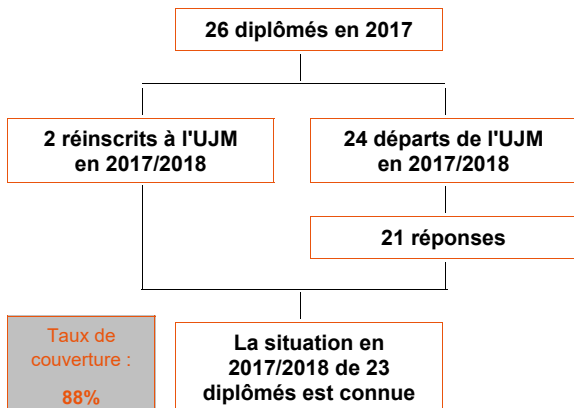 26 diplômés en 2017
2 réinscrits à l'UJM
en 2017/2018
24 départs de l'UJM
en 2017/2018
21 réponses
Taux de
couverture :
88%
La situation en
2017/2018 de 23
diplômés est connue